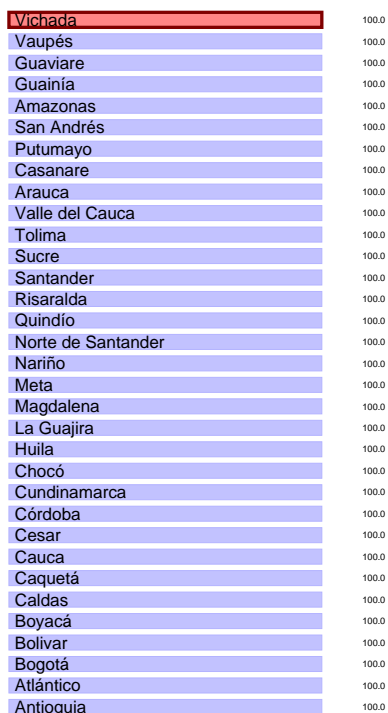 Vichada 100.0
Vaupés 100.0
Guaviare 100.0
Guainía 100.0
Amazonas 100.0
San Andrés 100.0
Putumayo 100.0
Casanare 100.0
Arauca 100.0
Valle del Cauca 100.0
Tolima 100.0
Sucre 100.0
Santander 100.0
Risaralda 100.0
Quindío 100.0
Norte de Santander 100.0
Nariño 100.0
Meta 100.0
Magdalena 100.0
La Guajira 100.0
Huila 100.0
Chocó 100.0
Cundinamarca 100.0
Córdoba 100.0
Cesar 100.0
Cauca 100.0
Caquetá 100.0
Caldas 100.0
Boyacá 100.0
Bolivar 100.0
Bogotá 100.0
Atlántico 100.0
Antioquia 100.0